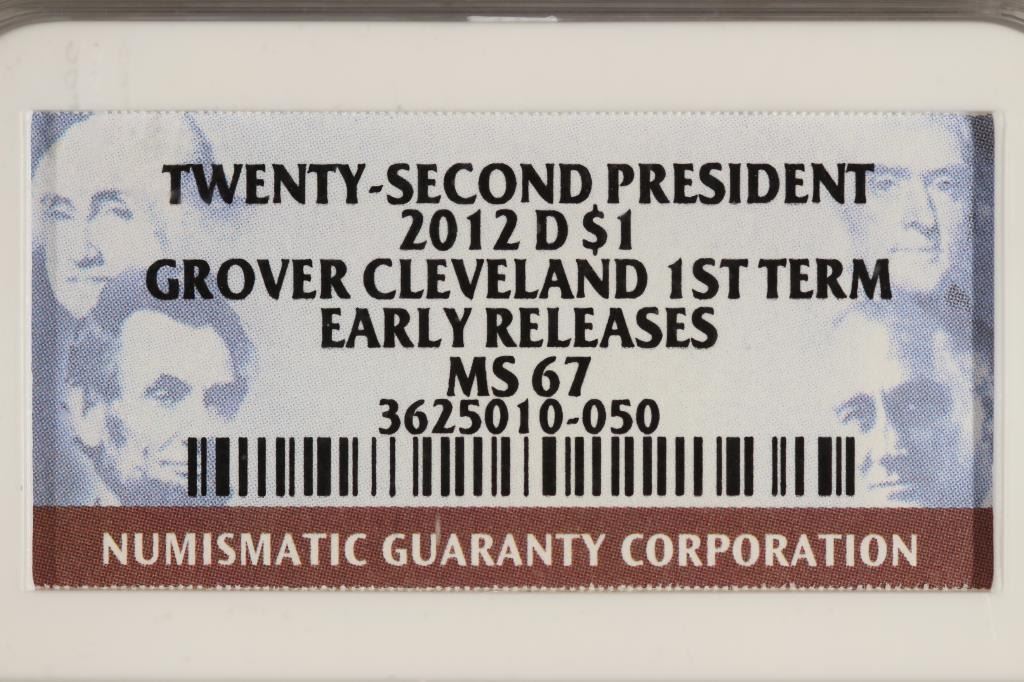 TWENTY-SECOND PRESIDENT
2012 D $1
GROVER CLEVELAND 1ST TERM
EARLY RELEASES
MS 67
3625010-050
NUMISMATIC GUARANTY CORPORATION